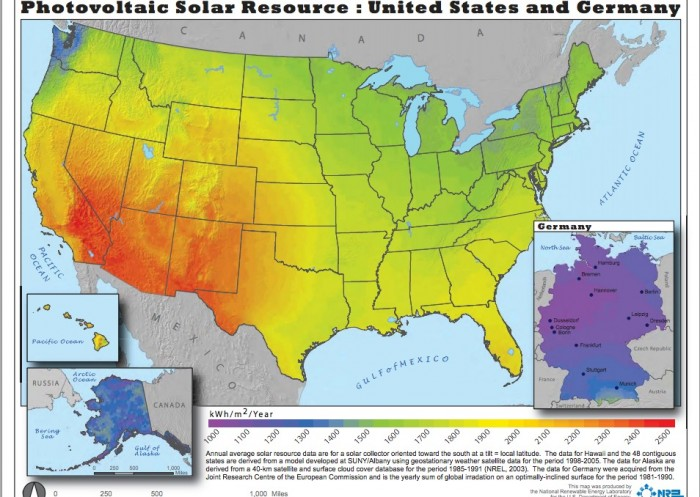 Photovoltaic Solar Resource : United States and Germany
C A N A D A
ATLANTIC OCEAN
PACIFIC OCEAN
MEXICO
Gulf of MEXICO
Pacific Ocean
Arctic Ocean
RUSSIA
CANADA
Bering Sea
Gulf of Alaska
0 250 500 1,000 Miles
Germany
North Sea
Baltic Sea
Hamburg
Bremen
Hannover
Berlin
Leipzig
Dusseldorf
Dresden
Cologne
Bonn
Frankfurt
Czech Republic
Stuttgart
France
Munich
Austria
Switzerland
kWh/m²/Year
1000 1100 1200 1300 1400 1500 1600 1700 1800 1900 2000 2100 2200 2300 2400 2500
Annual average solar resource data are for a solar collector oriented toward the south at a tilt = local latitude. The data for Hawaii and the 48 contiguous
states are derived from a model developed at SUNY/Albany using geostationary weather satellite data for the period 1998-2005. The data for Alaska are
derived from a 40-km satellite and surface cloud cover database for the period 1985-1991 (NREL, 2003). The data for Germany were acquired from the
Joint Research Centre of the European Commission and is the yearly sum of global irradation on an optimally-inclined surface for the period 1981-1990.
This map was produced by
the National Renewable Energy Laboratory
NREL
0 250 500 1,000 Miles